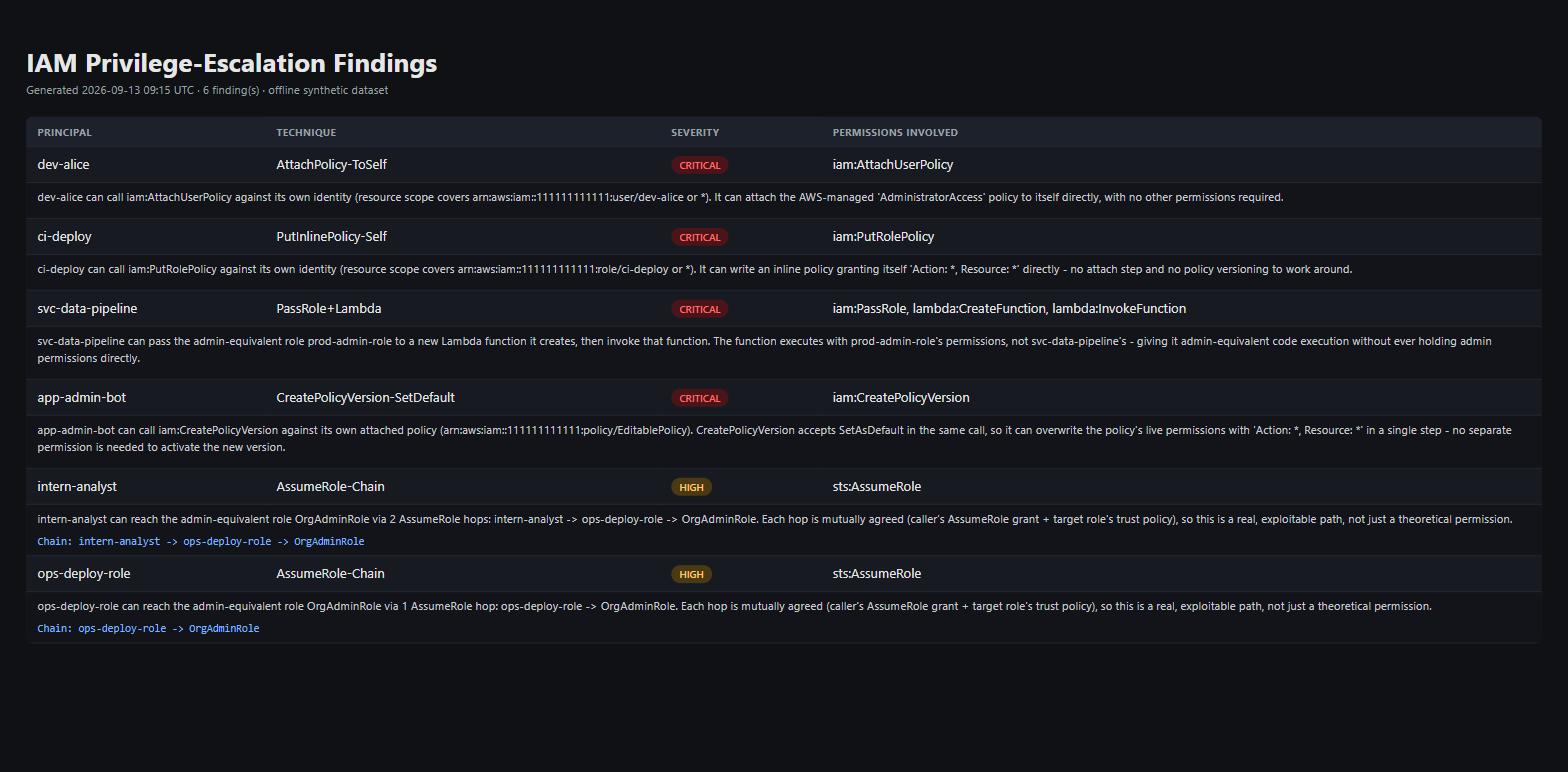 IAM Privilege-Escalation Findings
Generated 2026-09-13 09:15 UTC · 6 finding(s) · offline synthetic dataset
PRINCIPAL TECHNIQUE SEVERITY PERMISSIONS INVOLVED
dev-alice AttachPolicy-ToSelf CRITICAL iam:AttachUserPolicy
dev-alice can call iam:AttachUserPolicy against its own identity (resource scope covers arn:aws:iam::111111111111:user/dev-alice or *). It can attach the AWS-managed 'AdministratorAccess' policy to itself directly, with no other permissions required.
ci-deploy PutInlinePolicy-Self CRITICAL iam:PutRolePolicy
ci-deploy can call iam:PutRolePolicy against its own identity (resource scope covers arn:aws:iam::111111111111:role/ci-deploy or *). It can write an inline policy granting itself 'Action: *, Resource: *' directly - no attach step and no policy versioning to work around.
svc-data-pipeline PassRole+Lambda CRITICAL iam:PassRole, lambda:CreateFunction, lambda:InvokeFunction
svc-data-pipeline can pass the admin-equivalent role prod-admin-role to a new Lambda function it creates, then invoke that function. The function executes with prod-admin-role's permissions, not svc-data-pipeline's - giving it admin-equivalent code execution without ever holding admin
permissions directly.
app-admin-bot CreatePolicyVersion-SetDefault CRITICAL iam:CreatePolicyVersion
app-admin-bot can call iam:CreatePolicyVersion against its own attached policy (arn:aws:iam::111111111111:policy/EditablePolicy). CreatePolicyVersion accepts SetAsDefault in the same call, so it can overwrite the policy's live permissions with 'Action: *, Resource: *' in a single step - no separate
permission is needed to activate the new version.
intern-analyst AssumeRole-Chain HIGH sts:AssumeRole
intern-analyst can reach the admin-equivalent role OrgAdminRole via 2 AssumeRole hops: intern-analyst -> ops-deploy-role -> OrgAdminRole. Each hop is mutually agreed (caller's AssumeRole grant + target role's trust policy), so this is a real, exploitable path, not just a theoretical permission.
Chain: intern-analyst -> ops-deploy-role -> OrgAdminRole
ops-deploy-role AssumeRole-Chain HIGH sts:AssumeRole
ops-deploy-role can reach the admin-equivalent role OrgAdminRole via 1 AssumeRole hop: ops-deploy-role -> OrgAdminRole. Each hop is mutually agreed (caller's AssumeRole grant + target role's trust policy), so this is a real, exploitable path, not just a theoretical permission.
Chain: ops-deploy-role -> OrgAdminRole